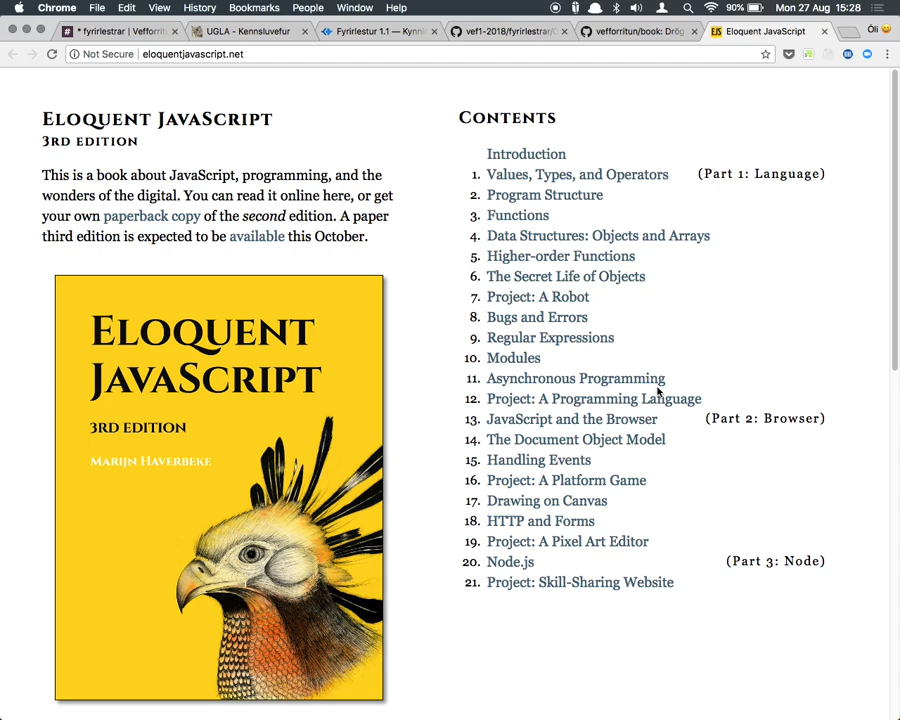 Chrome File Edit View History Bookmarks People Window Help 90% Mon 27 Aug 15:28
* fyrirlestrar | Vefforrit UGLA - Kennsluvefur Fyrirlestur 1.1 — Kynni vef1-2018/fyrirlestrar/0 vefforritun/book: Drög Eloquent JavaScript Óli
Not Secure | eloquentjavascript.net
Eloquent JavaScript
3rd edition
This is a book about JavaScript, programming, and the
wonders of the digital. You can read it online here, or get
your own paperback copy of the second edition. A paper
third edition is expected to be available this October.
Eloquent
JavaScript
3rd edition
Marijn Haverbeke
Contents
Introduction
1. Values, Types, and Operators (Part 1: Language)
2. Program Structure
3. Functions
4. Data Structures: Objects and Arrays
5. Higher-order Functions
6. The Secret Life of Objects
7. Project: A Robot
8. Bugs and Errors
9. Regular Expressions
10. Modules
11. Asynchronous Programming
12. Project: A Programming Language
13. JavaScript and the Browser (Part 2: Browser)
14. The Document Object Model
15. Handling Events
16. Project: A Platform Game
17. Drawing on Canvas
18. HTTP and Forms
19. Project: A Pixel Art Editor
20. Node.js (Part 3: Node)
21. Project: Skill-Sharing Website